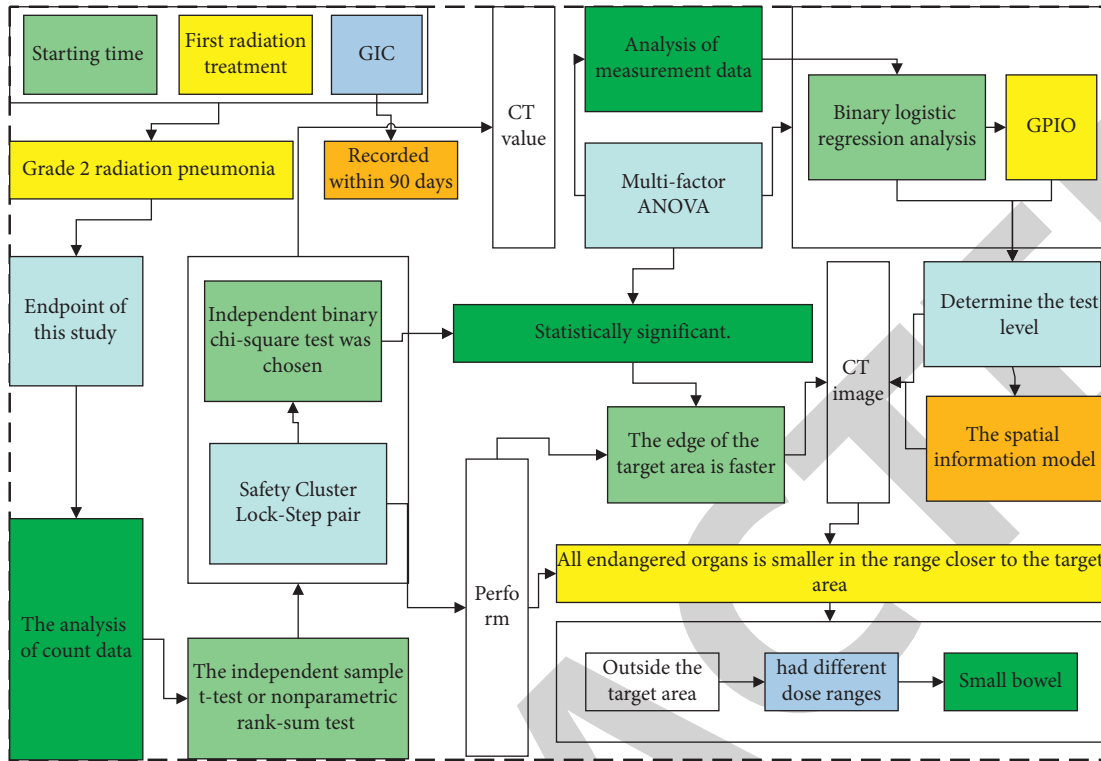 Starting time
First radiation
treatment
GIC
CT
value
Analysis of
measurement data
Binary logistic
regression analysis
GPIO
Grade 2 radiation pneumonia
Recorded
within 90 days
Multi-factor
ANOVA
Endpoint of
this study
Independent binary
chi-square test was
chosen
Statistically significant.
CT
image
Determine the test
level
The edge of the
target area is faster
The spatial
information model
Safety Cluster
Lock-Step pair
Perfo
rm
All endangered organs is smaller in the range closer to the target
area
The analysis
of count data
The independent sample
t-test or nonparametric
rank-sum test
Outside the
target area
had different
dose ranges
Small bowel